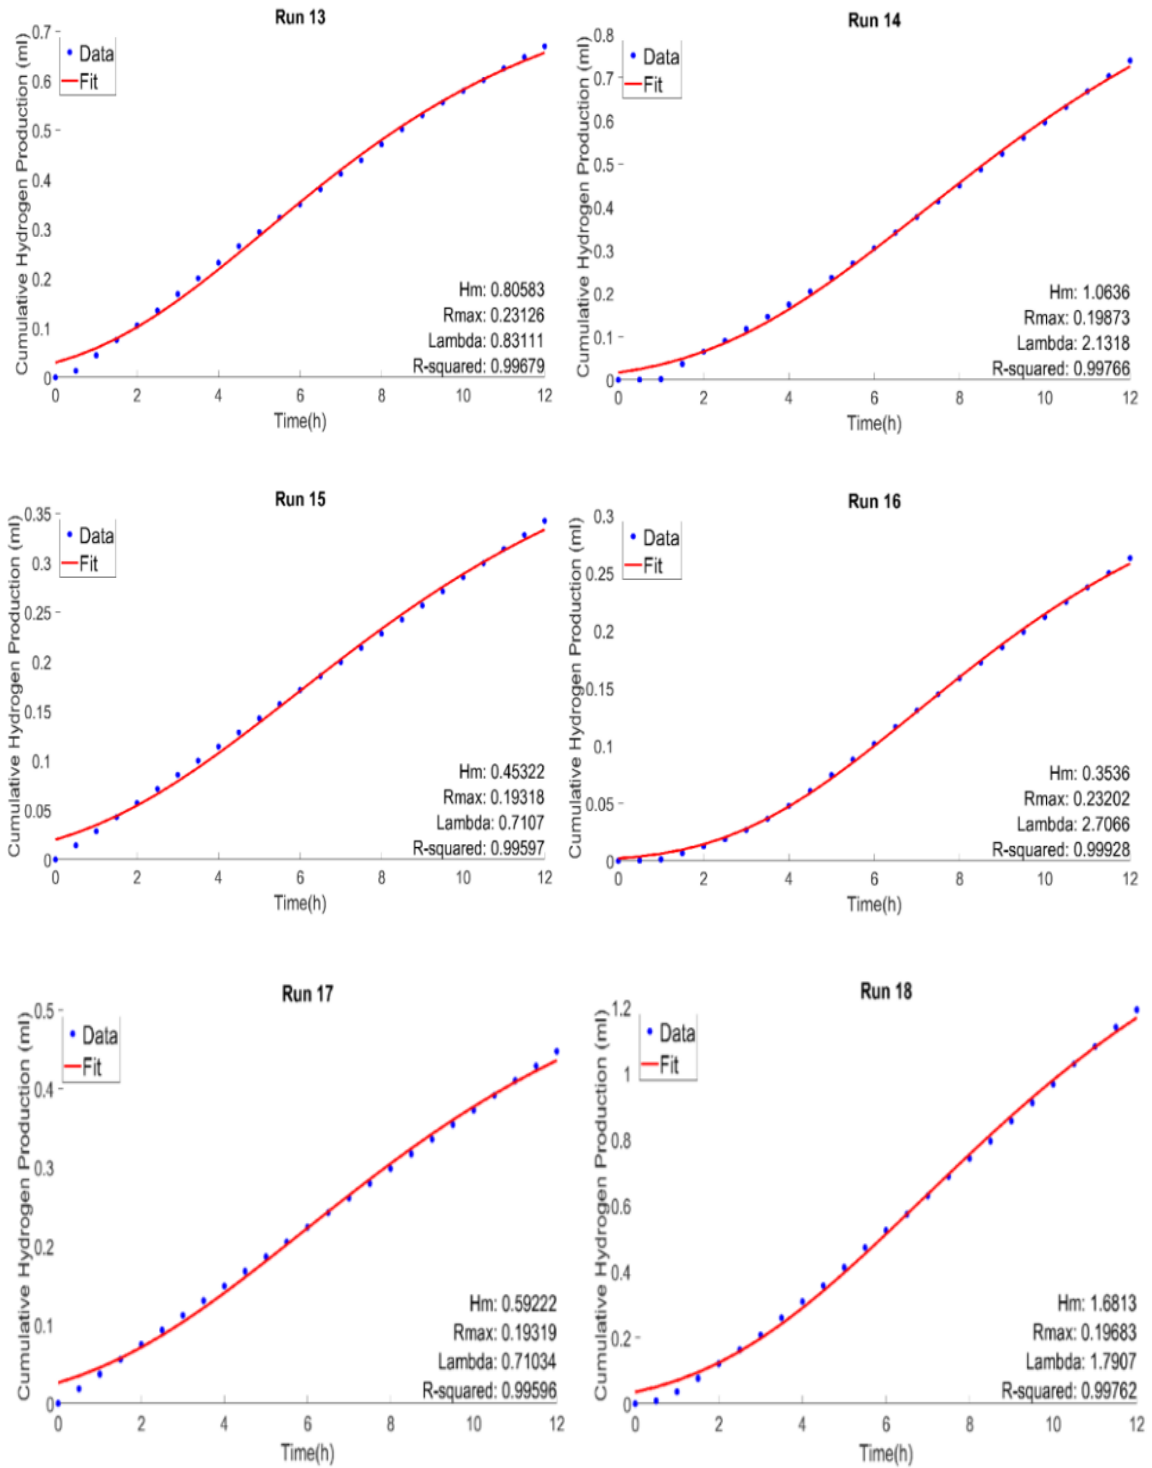 Run 13
Cumulative Hydrogen Production (ml)
0.7
0.6
0.5
0.4
0.3
0.2
0.1
0
Data
Fit
Hm: 0.80583
Rmax: 0.23126
Lambda: 0.83111
R-squared: 0.99679
0 2 4 6 8 10 12
Time(h)
Run 14
Cumulative Hydrogen Production (ml)
0.8
0.7
0.6
0.5
0.4
0.3
0.2
0.1
0
Data
Fit
Hm: 1.0636
Rmax: 0.19873
Lambda: 2.1318
R-squared: 0.99766
0 2 4 6 8 10 12
Time(h)
Run 15
Cumulative Hydrogen Production (ml)
0.35
0.3
0.25
0.2
0.15
0.1
0.05
0
Data
Fit
Hm: 0.45322
Rmax: 0.19318
Lambda: 0.7107
R-squared: 0.99597
0 2 4 6 8 10 12
Time(h)
Run 16
Cumulative Hydrogen Production (ml)
0.3
0.25
0.2
0.15
0.1
0.05
0
Data
Fit
Hm: 0.3536
Rmax: 0.23202
Lambda: 2.7066
R-squared: 0.99928
0 2 4 6 8 10 12
Time(h)
Run 17
Cumulative Hydrogen Production (ml)
0.5
0.4
0.3
0.2
0.1
0
Data
Fit
Hm: 0.59222
Rmax: 0.19319
Lambda: 0.71034
R-squared: 0.99596
0 2 4 6 8 10 12
Time(h)
Run 18
Cumulative Hydrogen Production (ml)
1.2
1
0.8
0.6
0.4
0.2
0
Data
Fit
Hm: 1.6813
Rmax: 0.19683
Lambda: 1.7907
R-squared: 0.99762
0 2 4 6 8 10 12
Time(h)